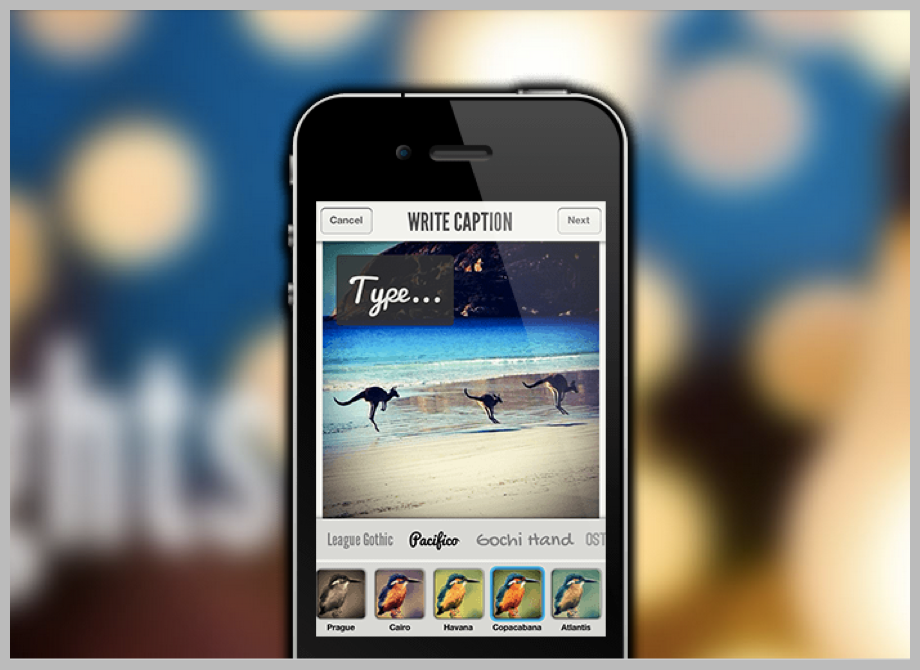 Cancel WRITE CAPTION Next
Type...
League Gothic Pacifico Gochi Hand OST
Prague Cairo Havana Copacabana Atlantis